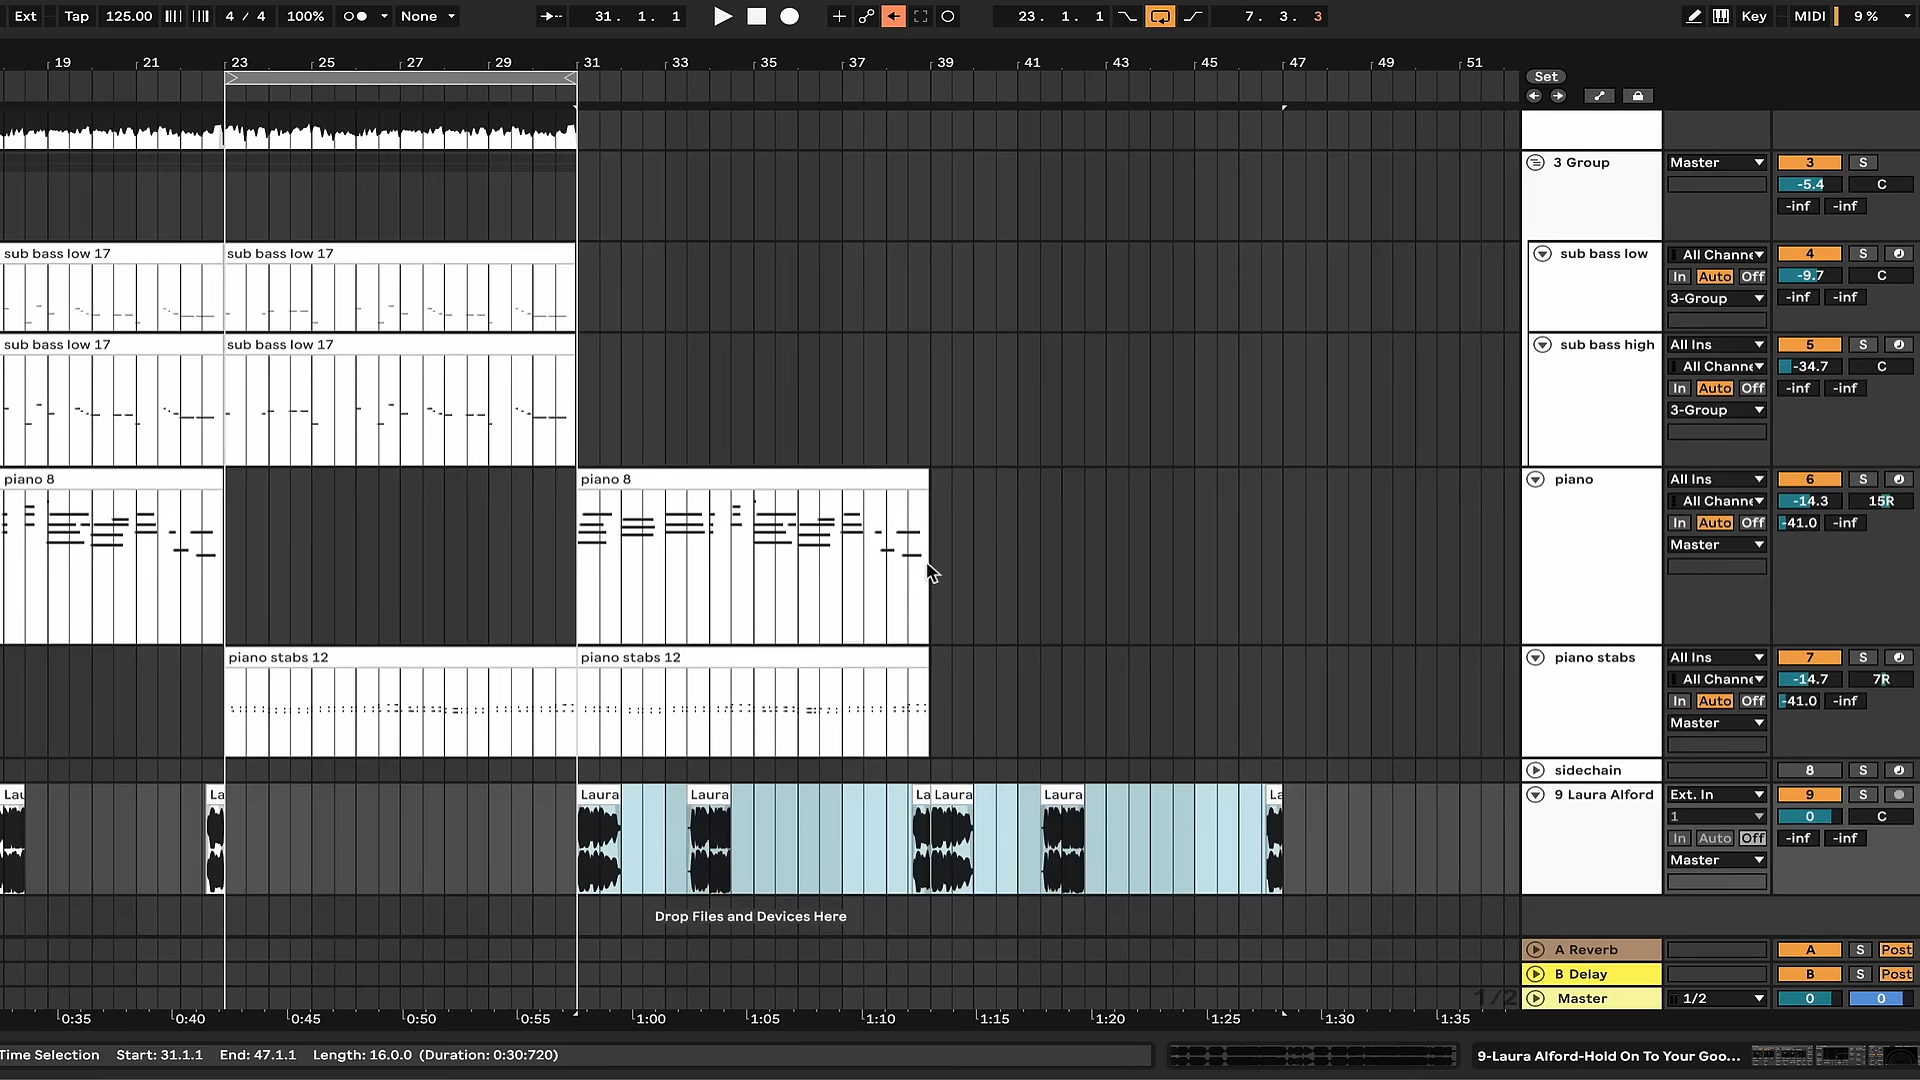 Ext Tap 125.00 4 / 4 100% None 31. 1. 1 23. 1. 1 7. 3. 3 Key MIDI 9 %
19 21 23 25 27 29 31 33 35 37 39 41 43 45 47 49 51
Set
3 Group Master 3 S
-5.4 C
-inf -inf
sub bass low 17 sub bass low 17 sub bass low All Channe 4 S
In Auto Off -9.7 C
3-Group -inf -inf
sub bass low 17 sub bass low 17 sub bass high All Ins 5 S
All Channe -34.7 C
In Auto Off -inf -inf
3-Group
piano 8 piano 8 piano All Ins 6 S
All Channe -14.3 15R
In Auto Off -41.0 -inf
Master
piano stabs 12 piano stabs 12 piano stabs All Ins 7 S
All Channe -14.7 7R
In Auto Off -41.0 -inf
Master
sidechain 8 S
Lau La Laura Laura La Laura Laura La 9 Laura Alford Ext. In 9
1 0 C
In Auto Off -inf -inf
Master
Drop Files and Devices Here
A Reverb A S Post
B Delay B S Post
1/2 Master 1/2 0 0
0:35 0:40 0:45 0:50 0:55 1:00 1:05 1:10 1:15 1:20 1:25 1:30 1:35
Time Selection Start: 31.1.1 End: 47.1.1 Length: 16.0.0 (Duration: 0:30:720) 9-Laura Alford-Hold On To Your Goo...